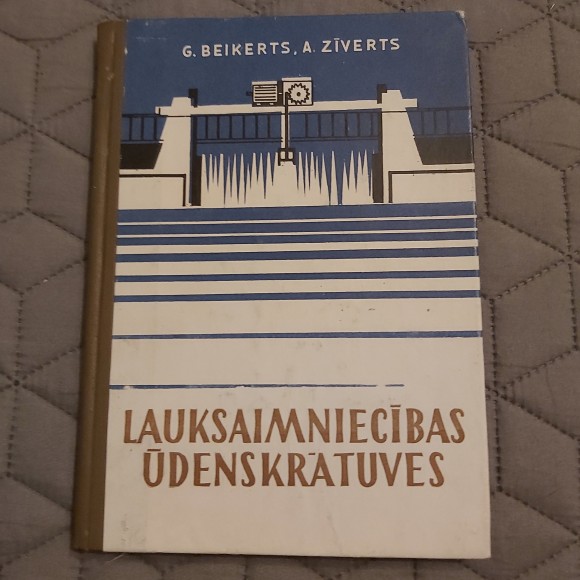 G. BEIKERTS, A. ZĪVERTS
LAUKSAIMNIECĪBAS
ŪDENSKRĀTUVES